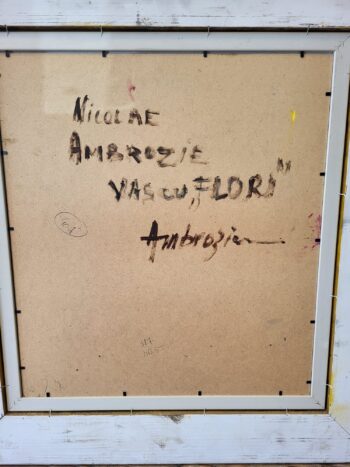 NICOLAE
AMBROZIE
VAS CU „FLORI"
Ambrozie